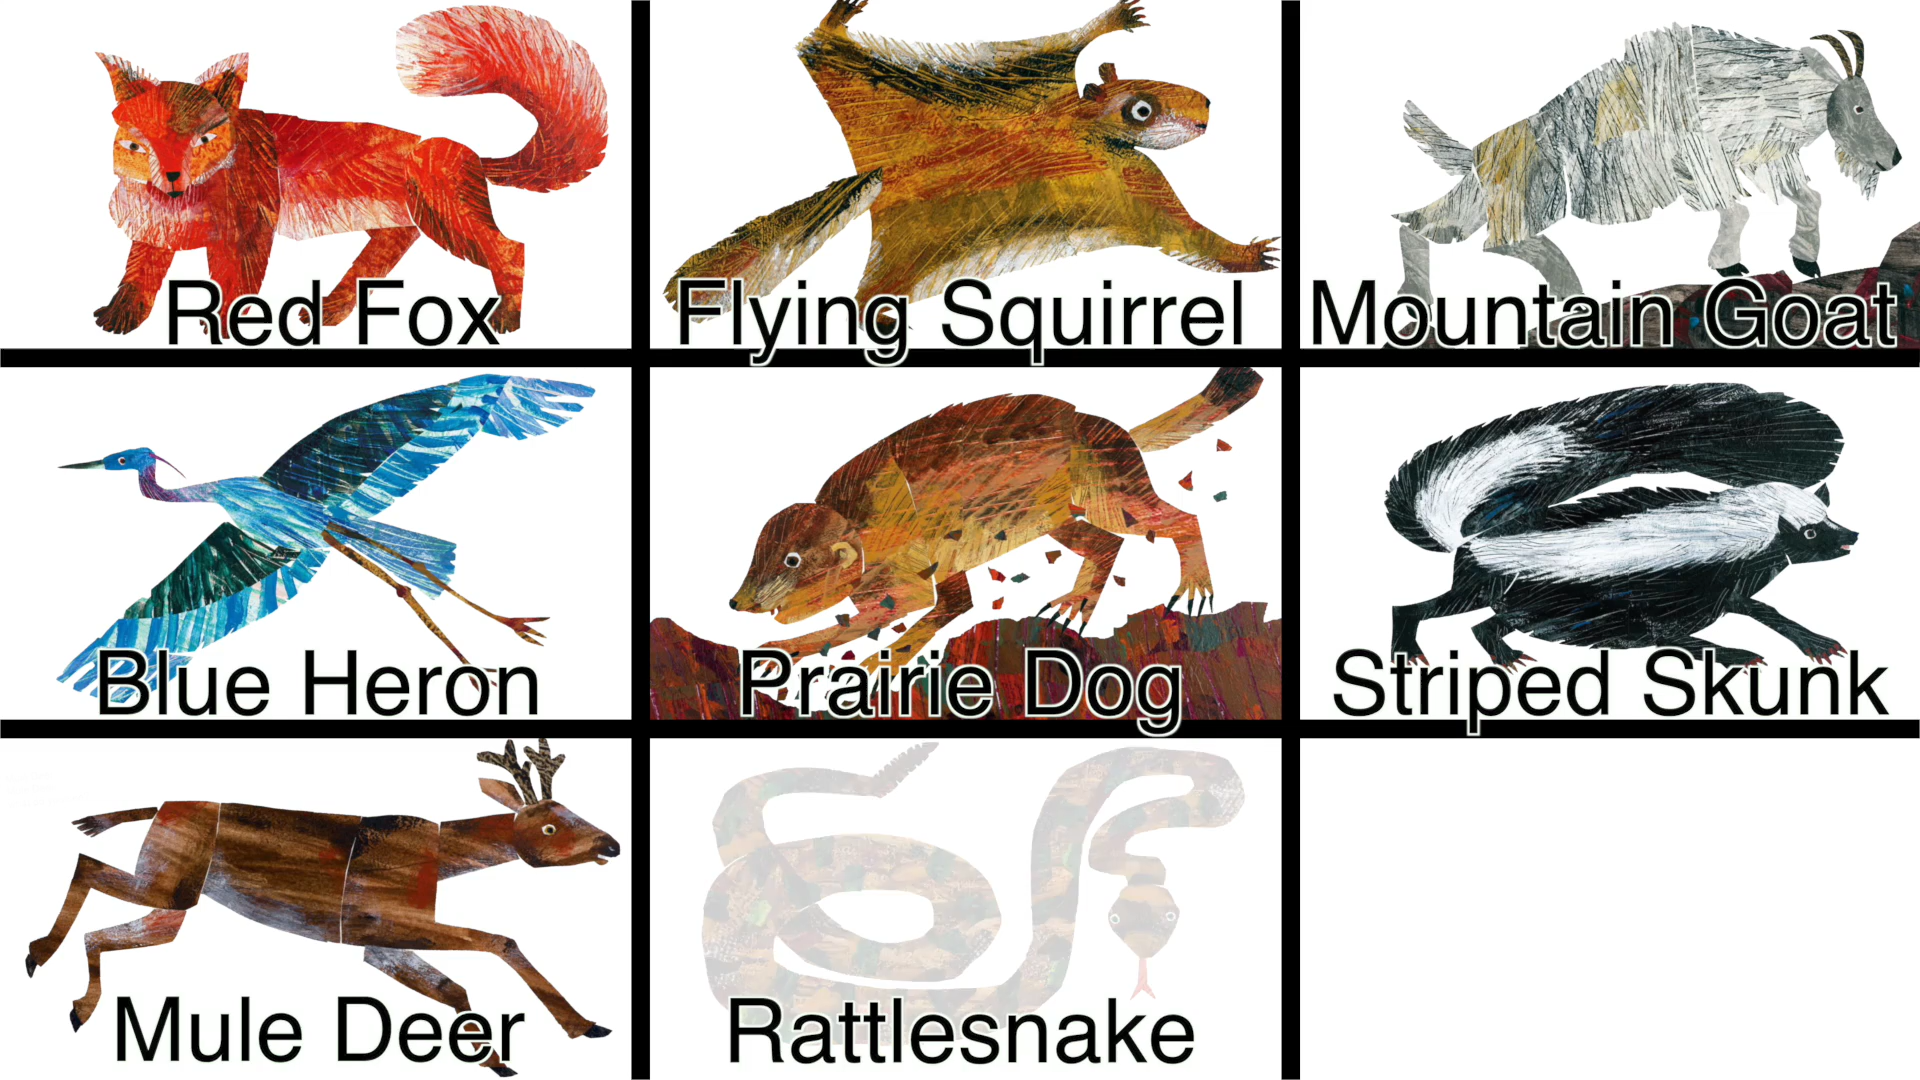 Red Fox
Flying Squirrel
Mountain Goat
Blue Heron
Prairie Dog
Striped Skunk
Mule Deer
Rattlesnake